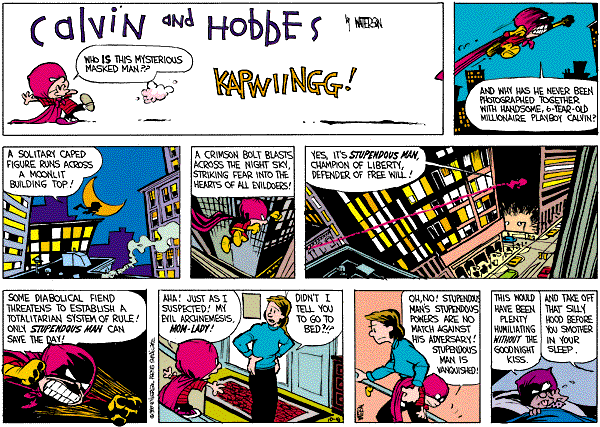 Calvin and Hobbes
by WATTERSON
WHO IS THIS MYSTERIOUS
MASKED MAN??
KAPWIINGG!
AND WHY HAS HE NEVER BEEN
PHOTOGRAPHED TOGETHER
WITH HANDSOME, 6-YEAR-OLD
MILLIONAIRE PLAYBOY CALVIN?
A SOLITARY CAPED
FIGURE RUNS ACROSS
A MOONLIT
BUILDING TOP!
A CRIMSON BOLT BLASTS
ACROSS THE NIGHT SKY,
STRIKING FEAR INTO THE
HEARTS OF ALL EVILDOERS!
YES, IT'S STUPENDOUS MAN,
CHAMPION OF LIBERTY,
DEFENDER OF FREE WILL!
SOME DIABOLICAL FIEND
THREATENS TO ESTABLISH A
TOTALITARIAN SYSTEM OF RULE!
ONLY STUPENDOUS MAN CAN
SAVE THE DAY!
AHA! JUST AS I
SUSPECTED! MY
EVIL ARCHNEMESIS,
MOM-LADY!
DIDN'T I
TELL YOU
TO GO TO
BED?!?
10-4
OH, NO! STUPENDOUS
MAN'S STUPENDOUS
POWERS ARE NO
MATCH AGAINST
HIS ADVERSARY!
STUPENDOUS
MAN IS
VANQUISHED!
THIS WOULD
HAVE BEEN
PLENTY
HUMILIATING
WITHOUT THE
GOODNIGHT
KISS.
AND TAKE OFF
THAT SILLY
HOOD BEFORE
YOU SMOTHER
IN YOUR
SLEEP.